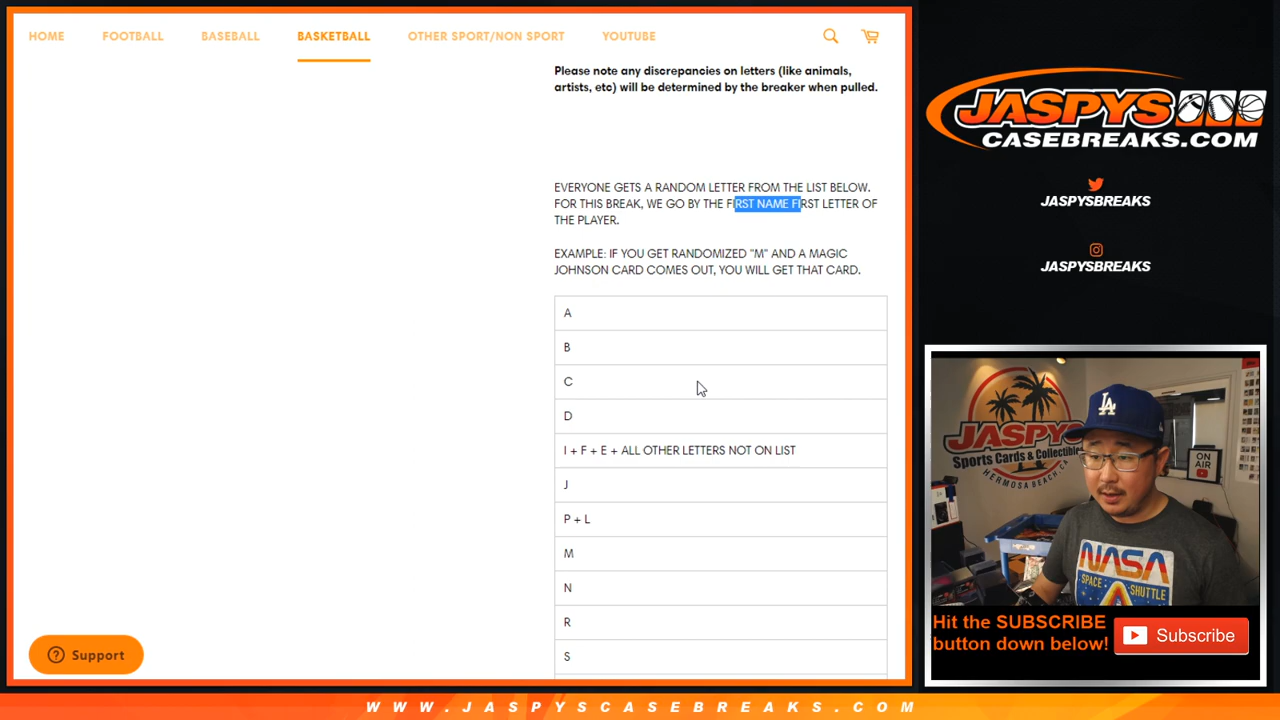 HOME FOOTBALL BASEBALL BASKETBALL OTHER SPORT/NON SPORT YOUTUBE
Please note any discrepancies on letters (like animals,
artists, etc) will be determined by the breaker when pulled.
EVERYONE GETS A RANDOM LETTER FROM THE LIST BELOW.
FOR THIS BREAK, WE GO BY THE FIRST NAME FIRST LETTER OF
THE PLAYER.
EXAMPLE: IF YOU GET RANDOMIZED "M" AND A MAGIC
JOHNSON CARD COMES OUT, YOU WILL GET THAT CARD.
A
B
C
D
I + F + E + ALL OTHER LETTERS NOT ON LIST
J
P + L
M
N
R
S
Support
JASPYS
CASEBREAKS.COM
JASPYSBREAKS
JASPYSBREAKS
JASPYS
Sports Cards & Collectibles
HERMOSA BEACH, CA
LA
ON
AIR
NASA
SPACE SHUTTLE
Hit the SUBSCRIBE
button down below!
Subscribe
WWW.JASPYSCASEBREAKS.COM